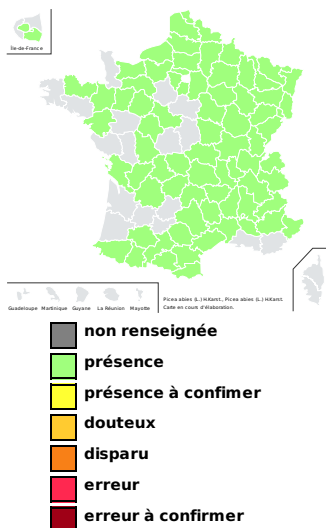 Île-de-France
Guadeloupe Martinique Guyane La Réunion Mayotte
Picea abies (L.) H.Karst., Picea abies (L.) H.Karst.
Carte en cours d'élaboration.
non renseignée
présence
présence à confimer
douteux
disparu
erreur
erreur à confirmer